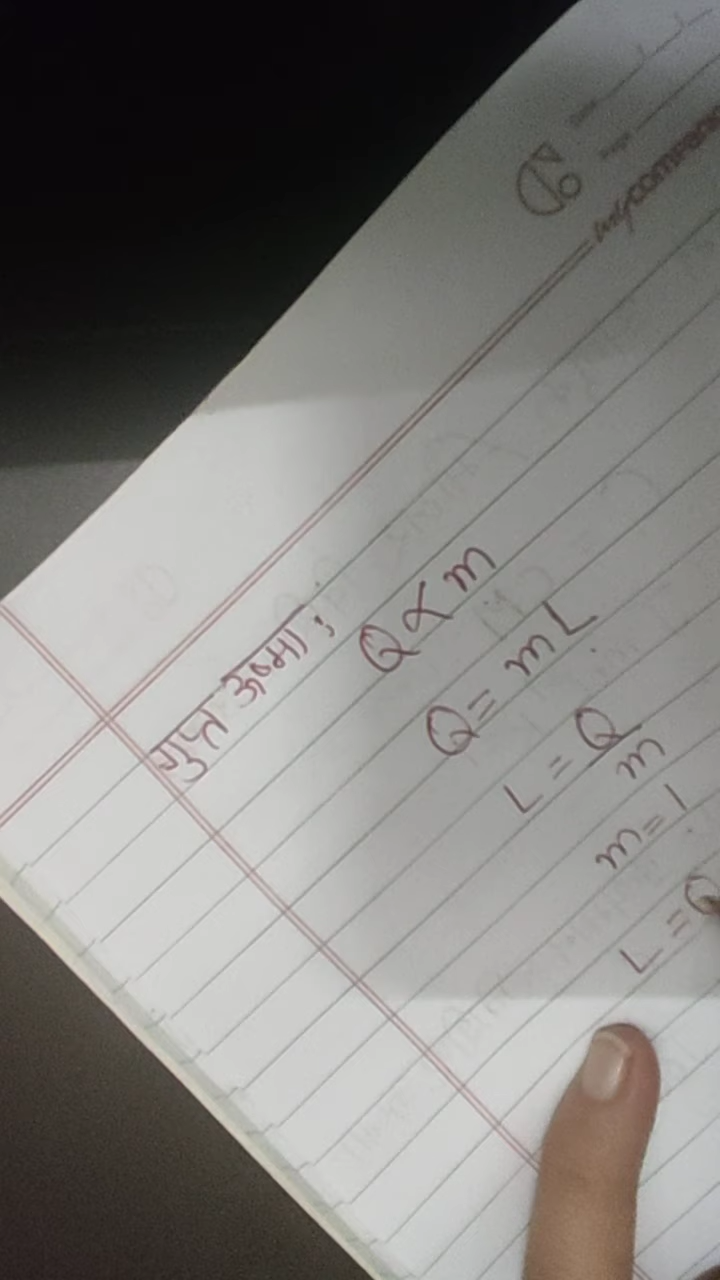 गुप्त ऊष्मा :
Q ∝ m
Q = mL
L = Q/m
m = 1
L = Q